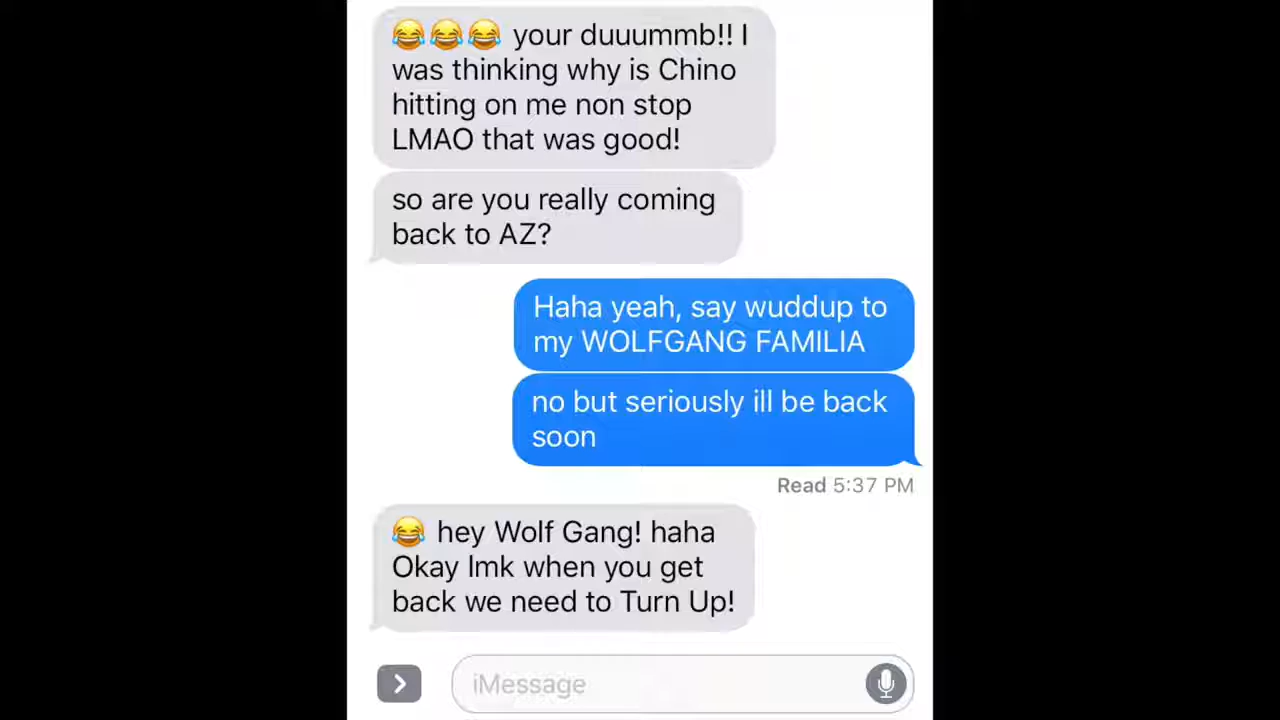 😂😂😂 your duuummb!! I
was thinking why is Chino
hitting on me non stop
LMAO that was good!
so are you really coming
back to AZ?
Haha yeah, say wuddup to
my WOLFGANG FAMILIA
no but seriously ill be back
soon
Read 5:37 PM
😂 hey Wolf Gang! haha
Okay lmk when you get
back we need to Turn Up!
iMessage